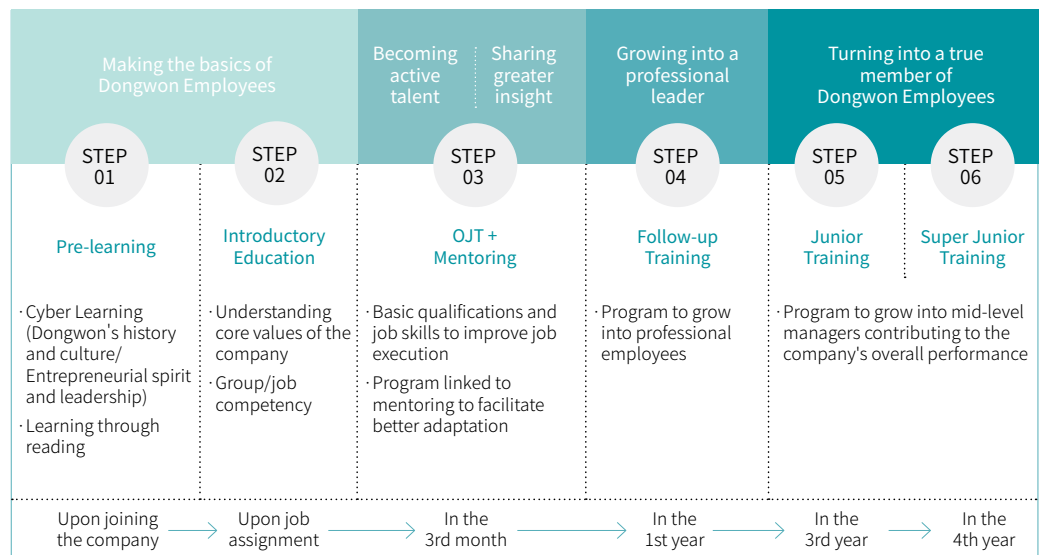 Making the basics of
Dongwon Employees
Becoming
active
talent
Sharing
greater
insight
Growing into a
professional
leader
Turning into a true
member of
Dongwon Employees
STEP
01
STEP
02
STEP
03
STEP
04
STEP
05
STEP
06
Pre-learning
Introductory
Education
OJT +
Mentoring
Follow-up
Training
Junior
Training
Super Junior
Training
· Cyber Learning
(Dongwon's history
and culture/
Entrepreneurial spirit
and leadership)
· Learning through
reading
· Understanding
core values of the
company
· Group/job
competency
· Basic qualifications and
job skills to improve job
execution
· Program linked to
mentoring to facilitate
better adaptation
· Program to grow
into professional
employees
· Program to grow into mid-level
managers contributing to the
company's overall performance
Upon joining
the company
Upon job
assignment
In the
3rd month
In the
1st year
In the
3rd year
In the
4th year